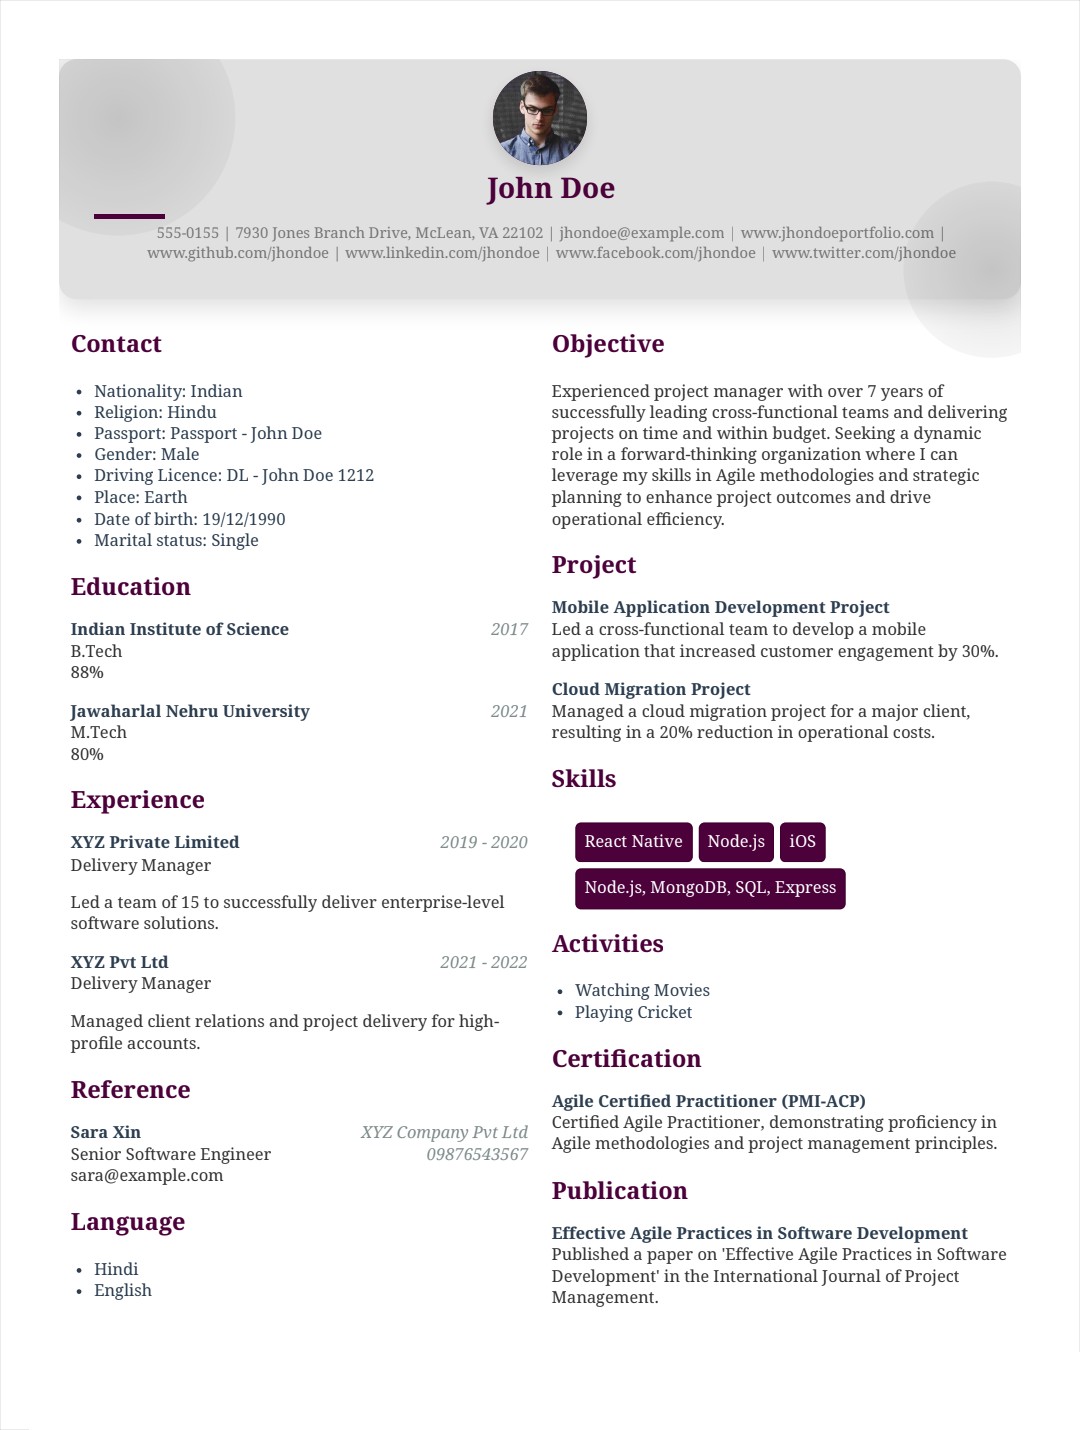 John Doe
555-0155 | 7930 Jones Branch Drive, McLean, VA 22102 | jhondoe@example.com | www.jhondoeportfolio.com |
www.github.com/jhondoe | www.linkedin.com/jhondoe | www.facebook.com/jhondoe | www.twitter.com/jhondoe
Contact
• Nationality: Indian
• Religion: Hindu
• Passport: Passport - John Doe
• Gender: Male
• Driving Licence: DL - John Doe 1212
• Place: Earth
• Date of birth: 19/12/1990
• Marital status: Single
Education
Indian Institute of Science 2017
B.Tech
88%
Jawaharlal Nehru University 2021
M.Tech
80%
Experience
XYZ Private Limited 2019 - 2020
Delivery Manager
Led a team of 15 to successfully deliver enterprise-level
software solutions.
XYZ Pvt Ltd 2021 - 2022
Delivery Manager
Managed client relations and project delivery for high-
profile accounts.
Reference
Sara Xin XYZ Company Pvt Ltd
Senior Software Engineer 09876543567
sara@example.com
Language
• Hindi
• English
Objective
Experienced project manager with over 7 years of
successfully leading cross-functional teams and delivering
projects on time and within budget. Seeking a dynamic
role in a forward-thinking organization where I can
leverage my skills in Agile methodologies and strategic
planning to enhance project outcomes and drive
operational efficiency.
Project
Mobile Application Development Project
Led a cross-functional team to develop a mobile
application that increased customer engagement by 30%.
Cloud Migration Project
Managed a cloud migration project for a major client,
resulting in a 20% reduction in operational costs.
Skills
React Native Node.js iOS
Node.js, MongoDB, SQL, Express
Activities
• Watching Movies
• Playing Cricket
Certification
Agile Certified Practitioner (PMI-ACP)
Certified Agile Practitioner, demonstrating proficiency in
Agile methodologies and project management principles.
Publication
Effective Agile Practices in Software Development
Published a paper on 'Effective Agile Practices in Software
Development' in the International Journal of Project
Management.